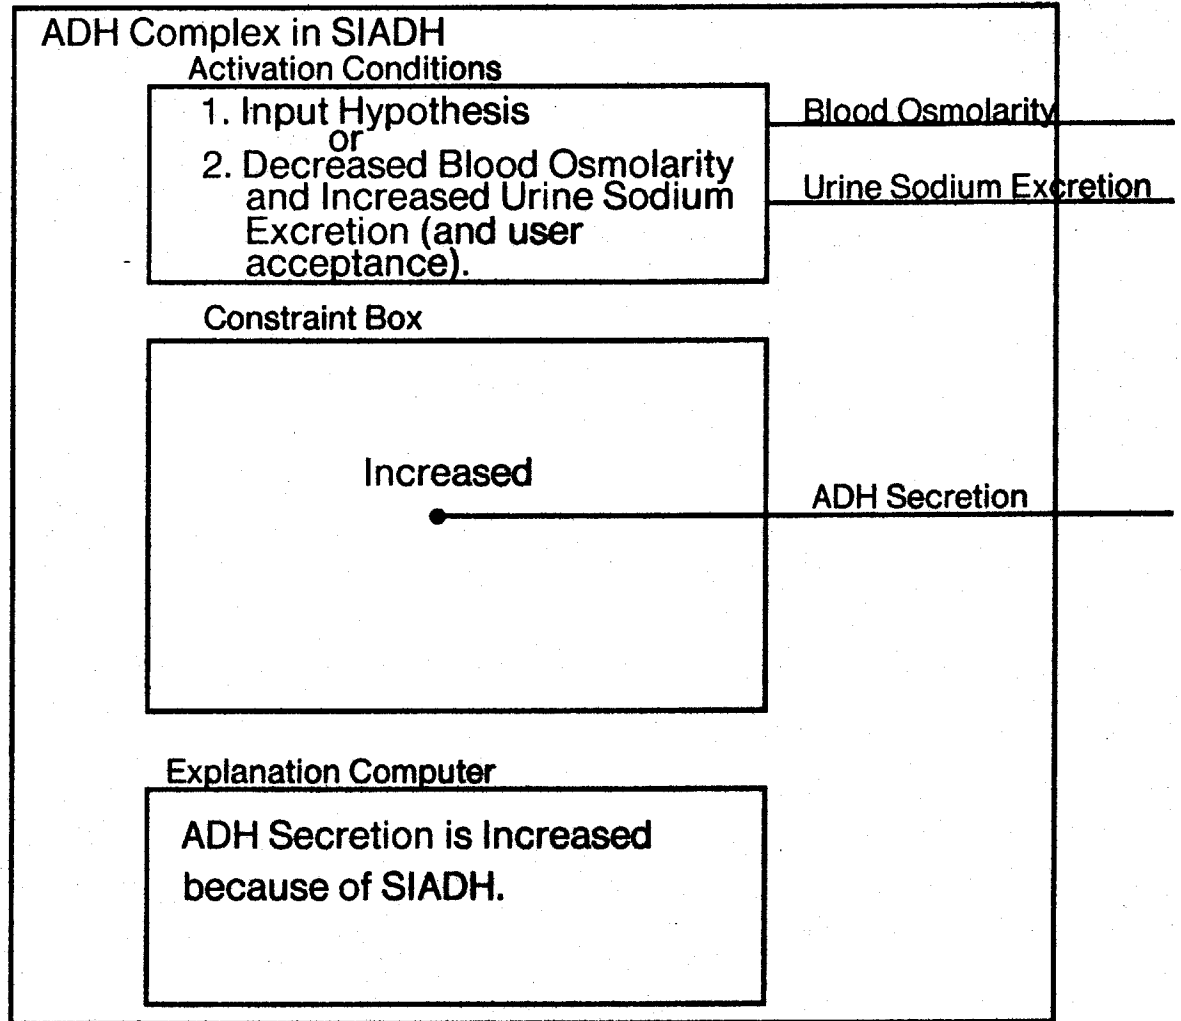 ADH Complex in SIADH
Activation Conditions
1. Input Hypothesis
or
2. Decreased Blood Osmolarity
and Increased Urine Sodium
Excretion (and user
acceptance).
Blood Osmolarity
Urine Sodium Excretion
Constraint Box
Increased
ADH Secretion
Explanation Computer
ADH Secretion is Increased
because of SIADH.